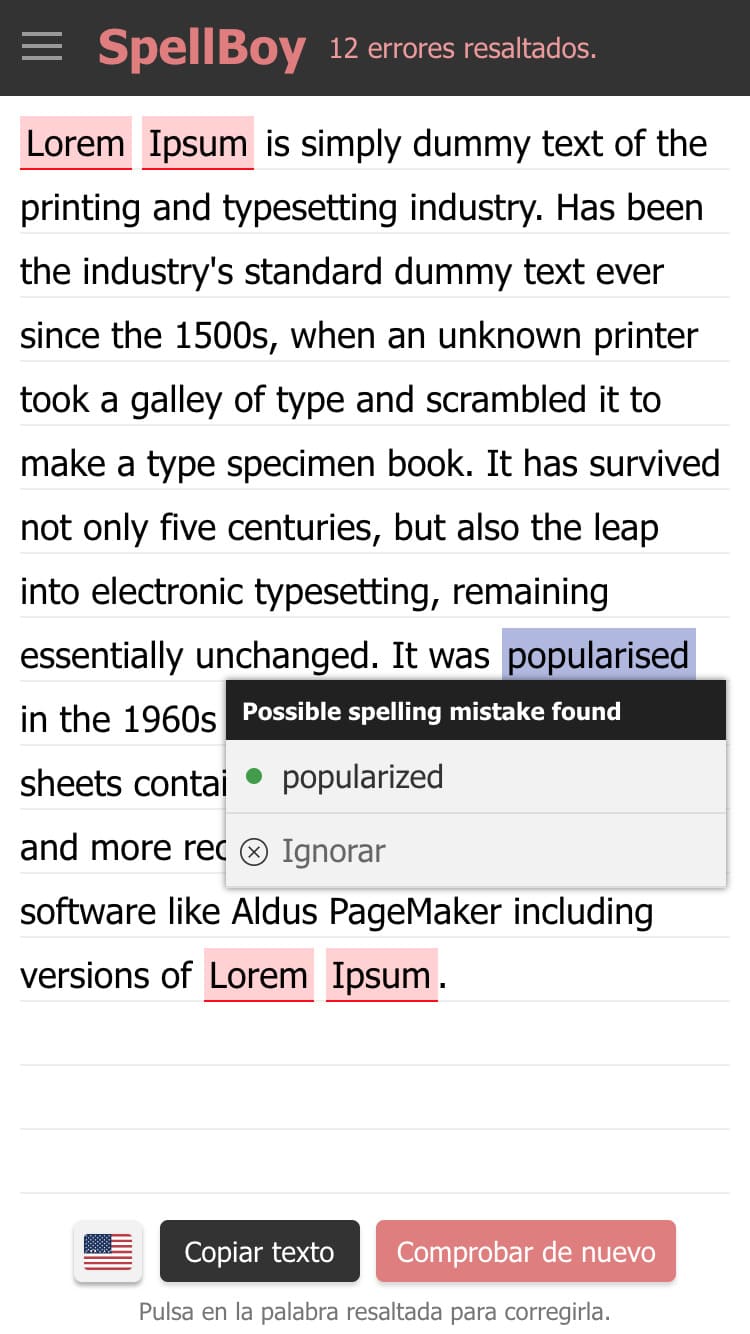 SpellBoy 12 errores resaltados.
Lorem Ipsum is simply dummy text of the
printing and typesetting industry. Has been
the industry's standard dummy text ever
since the 1500s, when an unknown printer
took a galley of type and scrambled it to
make a type specimen book. It has survived
not only five centuries, but also the leap
into electronic typesetting, remaining
essentially unchanged. It was popularised
in the 1960s
Possible spelling mistake found
sheets
popularized
and more
Ignorar
software like Aldus PageMaker including
versions of Lorem Ipsum.
Copiar texto Comprobar de nuevo
Pulsa en la palabra resaltada para corregirla.